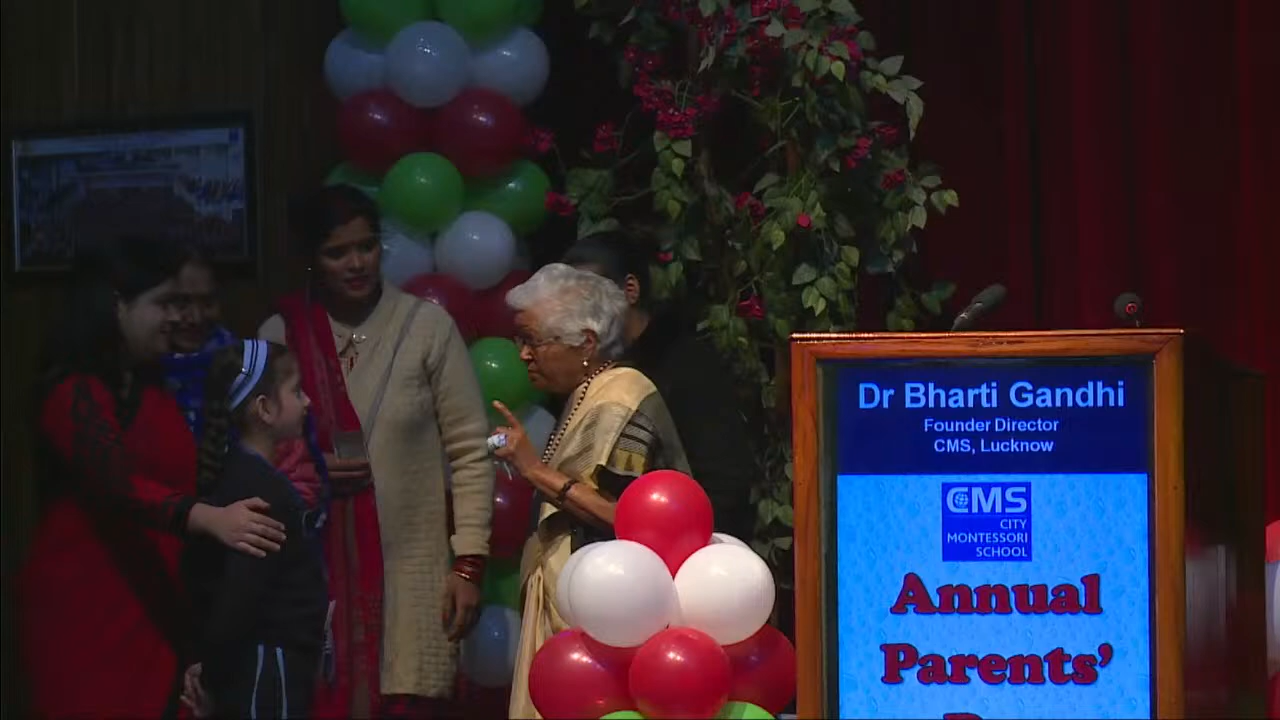 Dr Bharti Gandhi
Founder Director
CMS, Lucknow
CMS
CITY
MONTESSORI
SCHOOL
Annual
Parents'